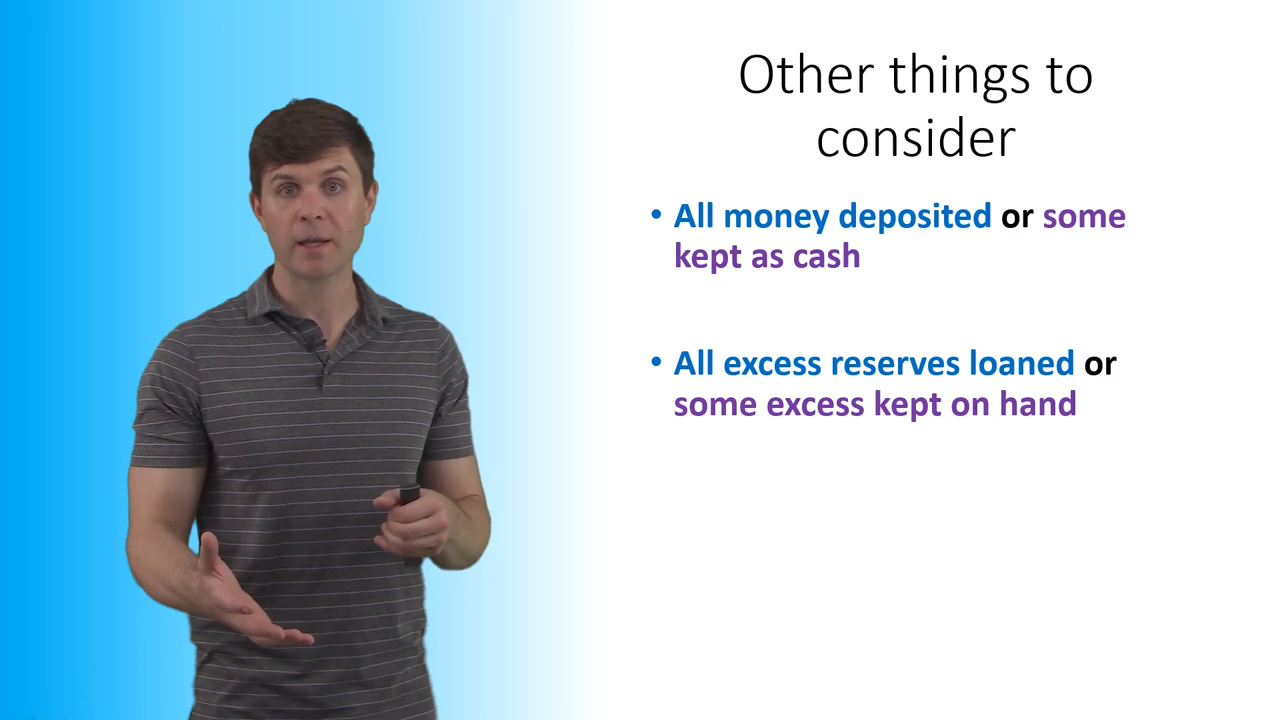 Other things to
consider
• All money deposited or some
kept as cash
• All excess reserves loaned or
some excess kept on hand